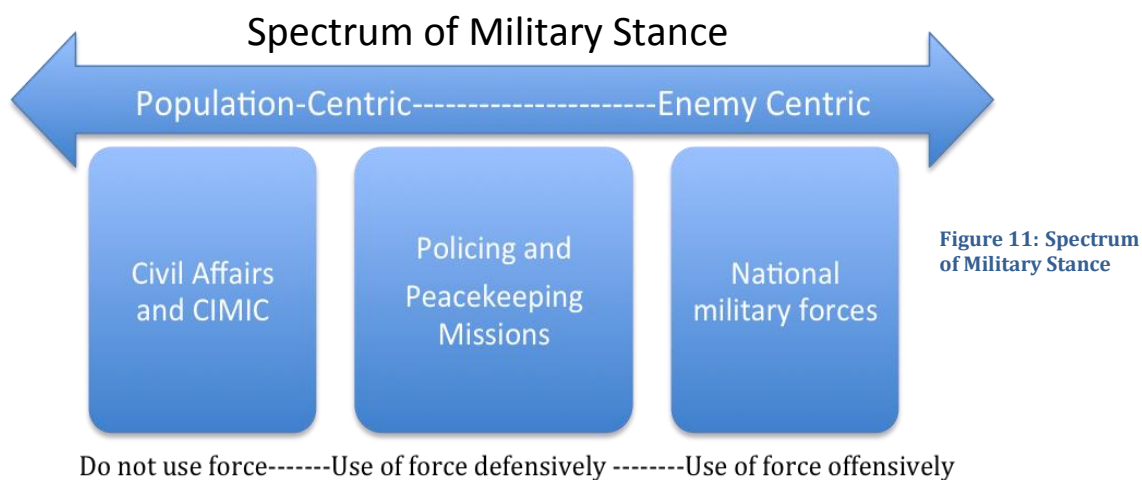 Spectrum of Military Stance
Population-Centric----------------------Enemy Centric
Civil Affairs
and CIMIC
Policing and
Peacekeeping
Missions
National
military forces
Figure 11: Spectrum
of Military Stance
Do not use force-------Use of force defensively --------Use of force offensively